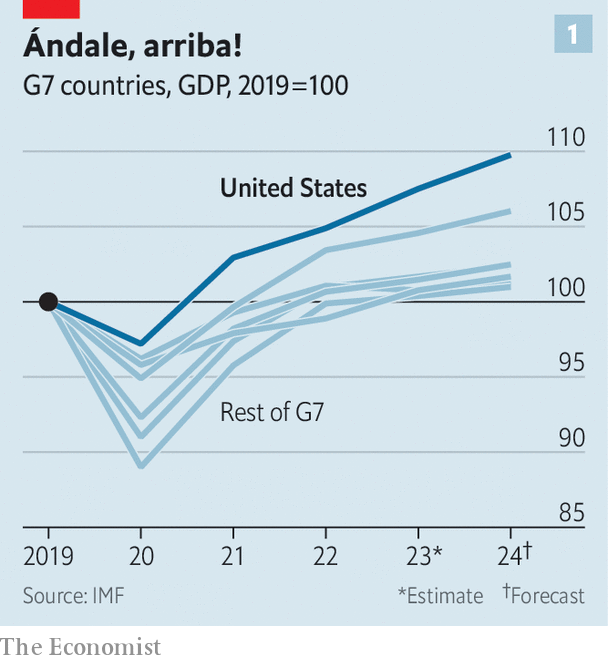 1
Ándale, arriba!
G7 countries, GDP, 2019=100
110
United States
105
100
95
Rest of G7
90
85
2019 20 21 22 23* 24†
Source: IMF *Estimate †Forecast
The Economist